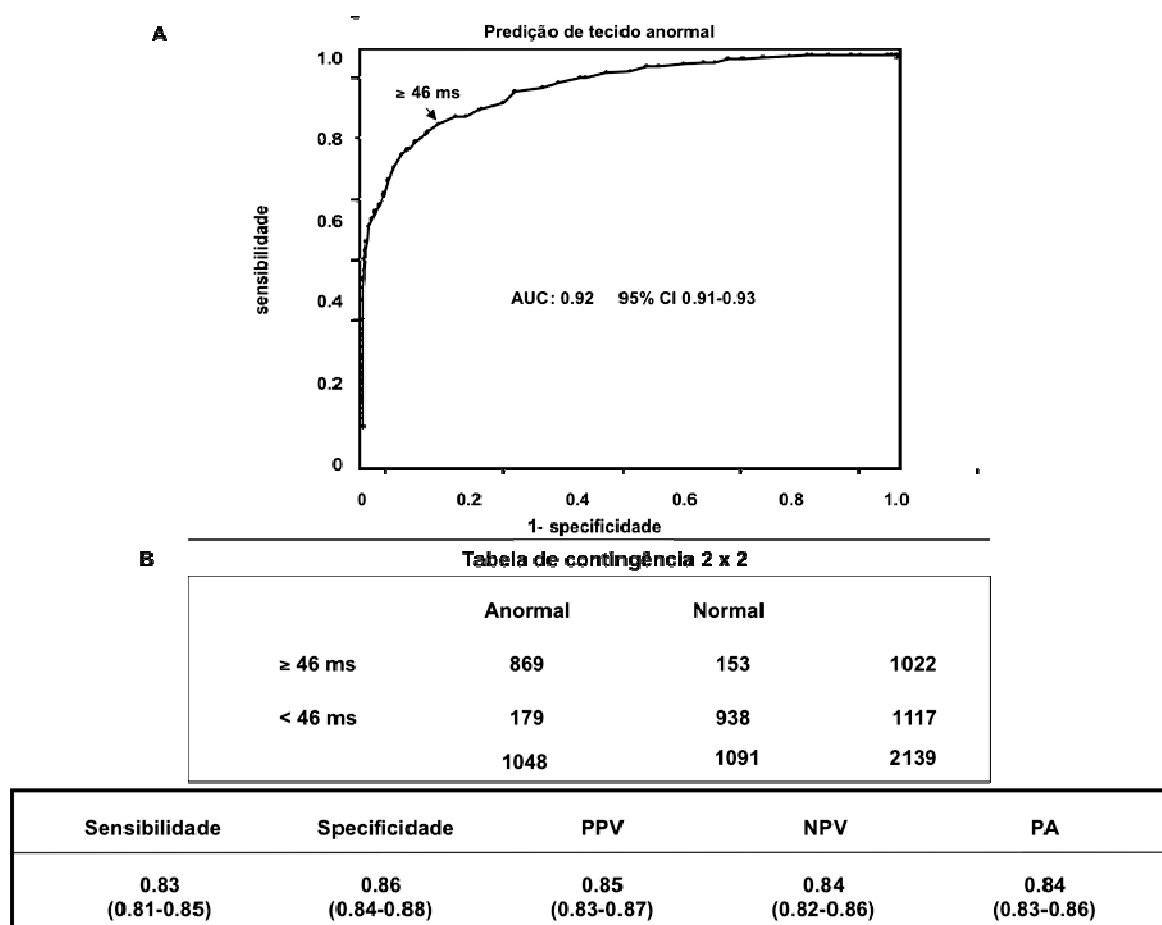 A
Predição de tecido anormal
1.0
≥ 46 ms
0.8
0.6
sensibilidade
AUC: 0.92 95% CI 0.91-0.93
0.4
0.2
0
0 0.2 0.4 0.6 0.8 1.0
1- specificidade
B Tabela de contingência 2 x 2
Anormal Normal
≥ 46 ms 869 153 1022
< 46 ms 179 938 1117
1048 1091 2139
Sensibilidade Specificidade PPV NPV PA
0.83 0.86 0.85 0.84 0.84
(0.81-0.85) (0.84-0.88) (0.83-0.87) (0.82-0.86) (0.83-0.86)